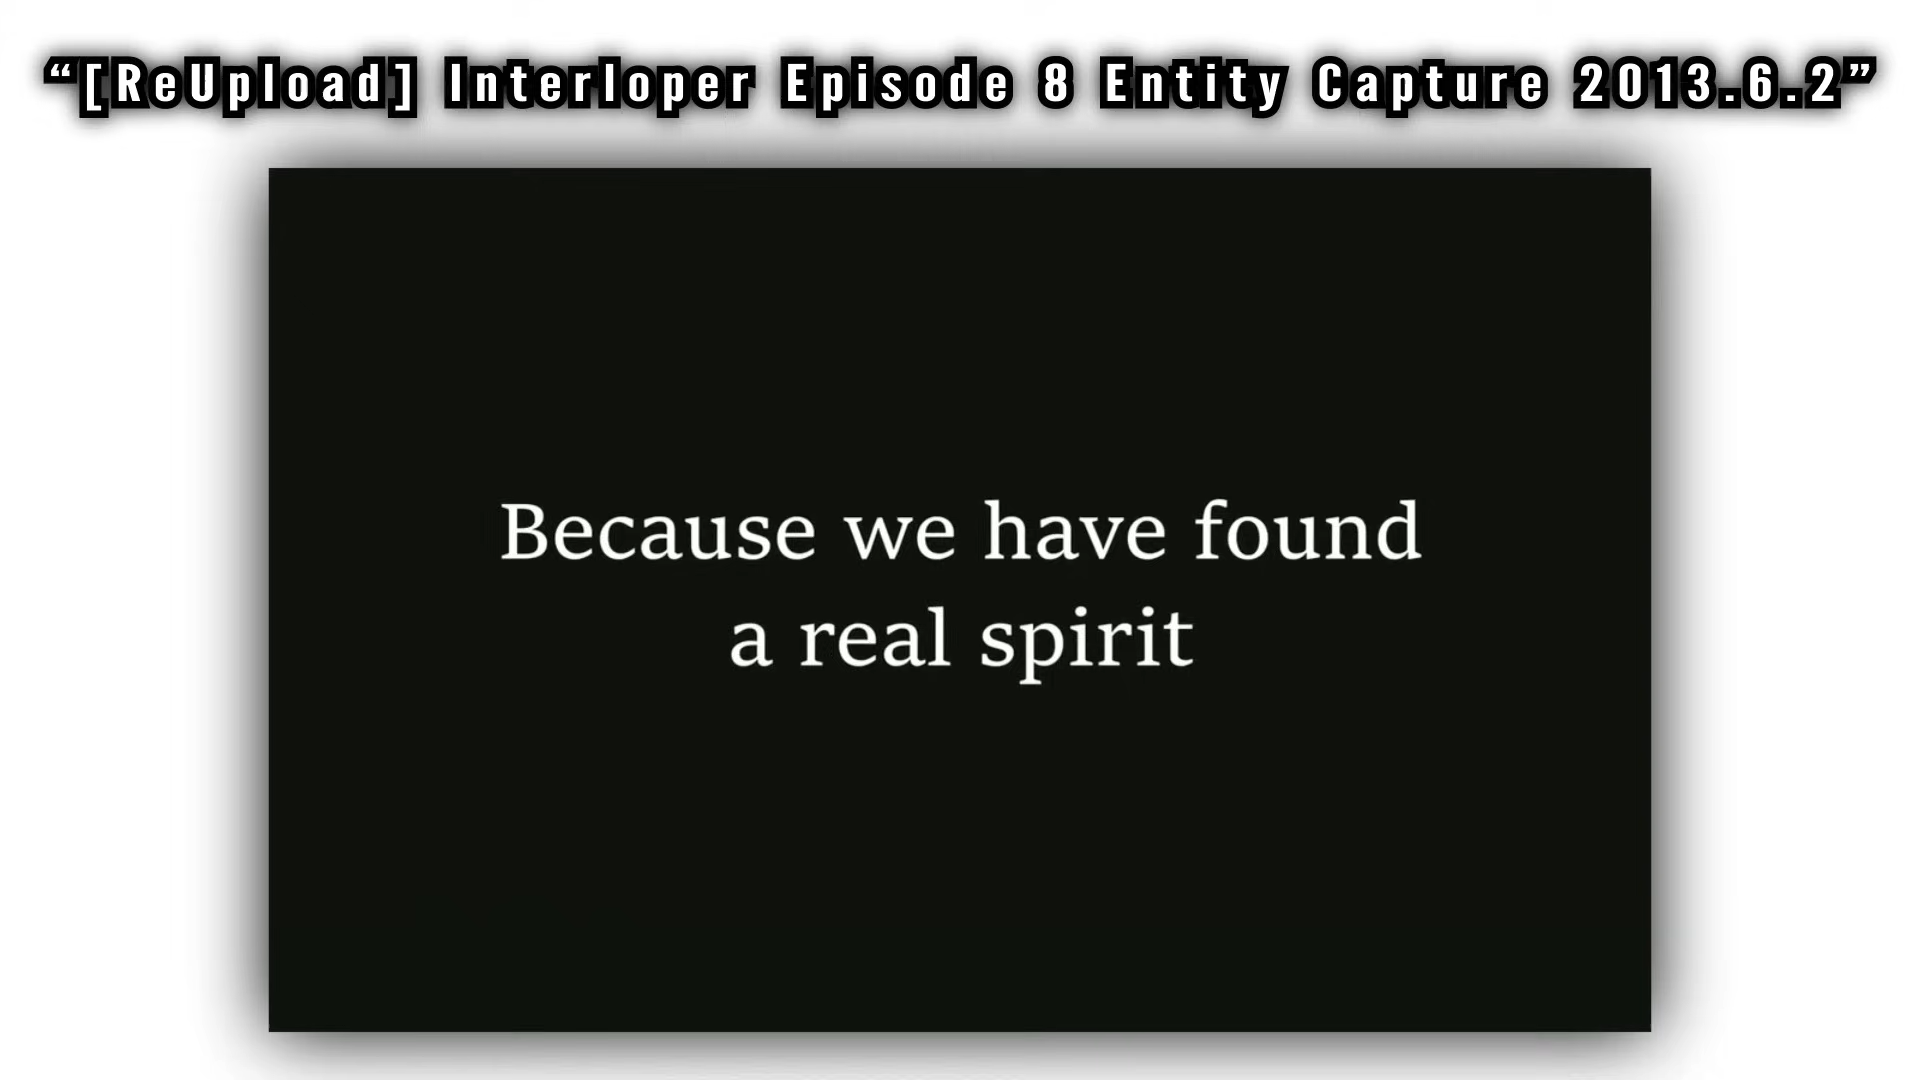 “[ReUpload] Interloper Episode 8 Entity Capture 2013.6.2”
Because we have found
a real spirit